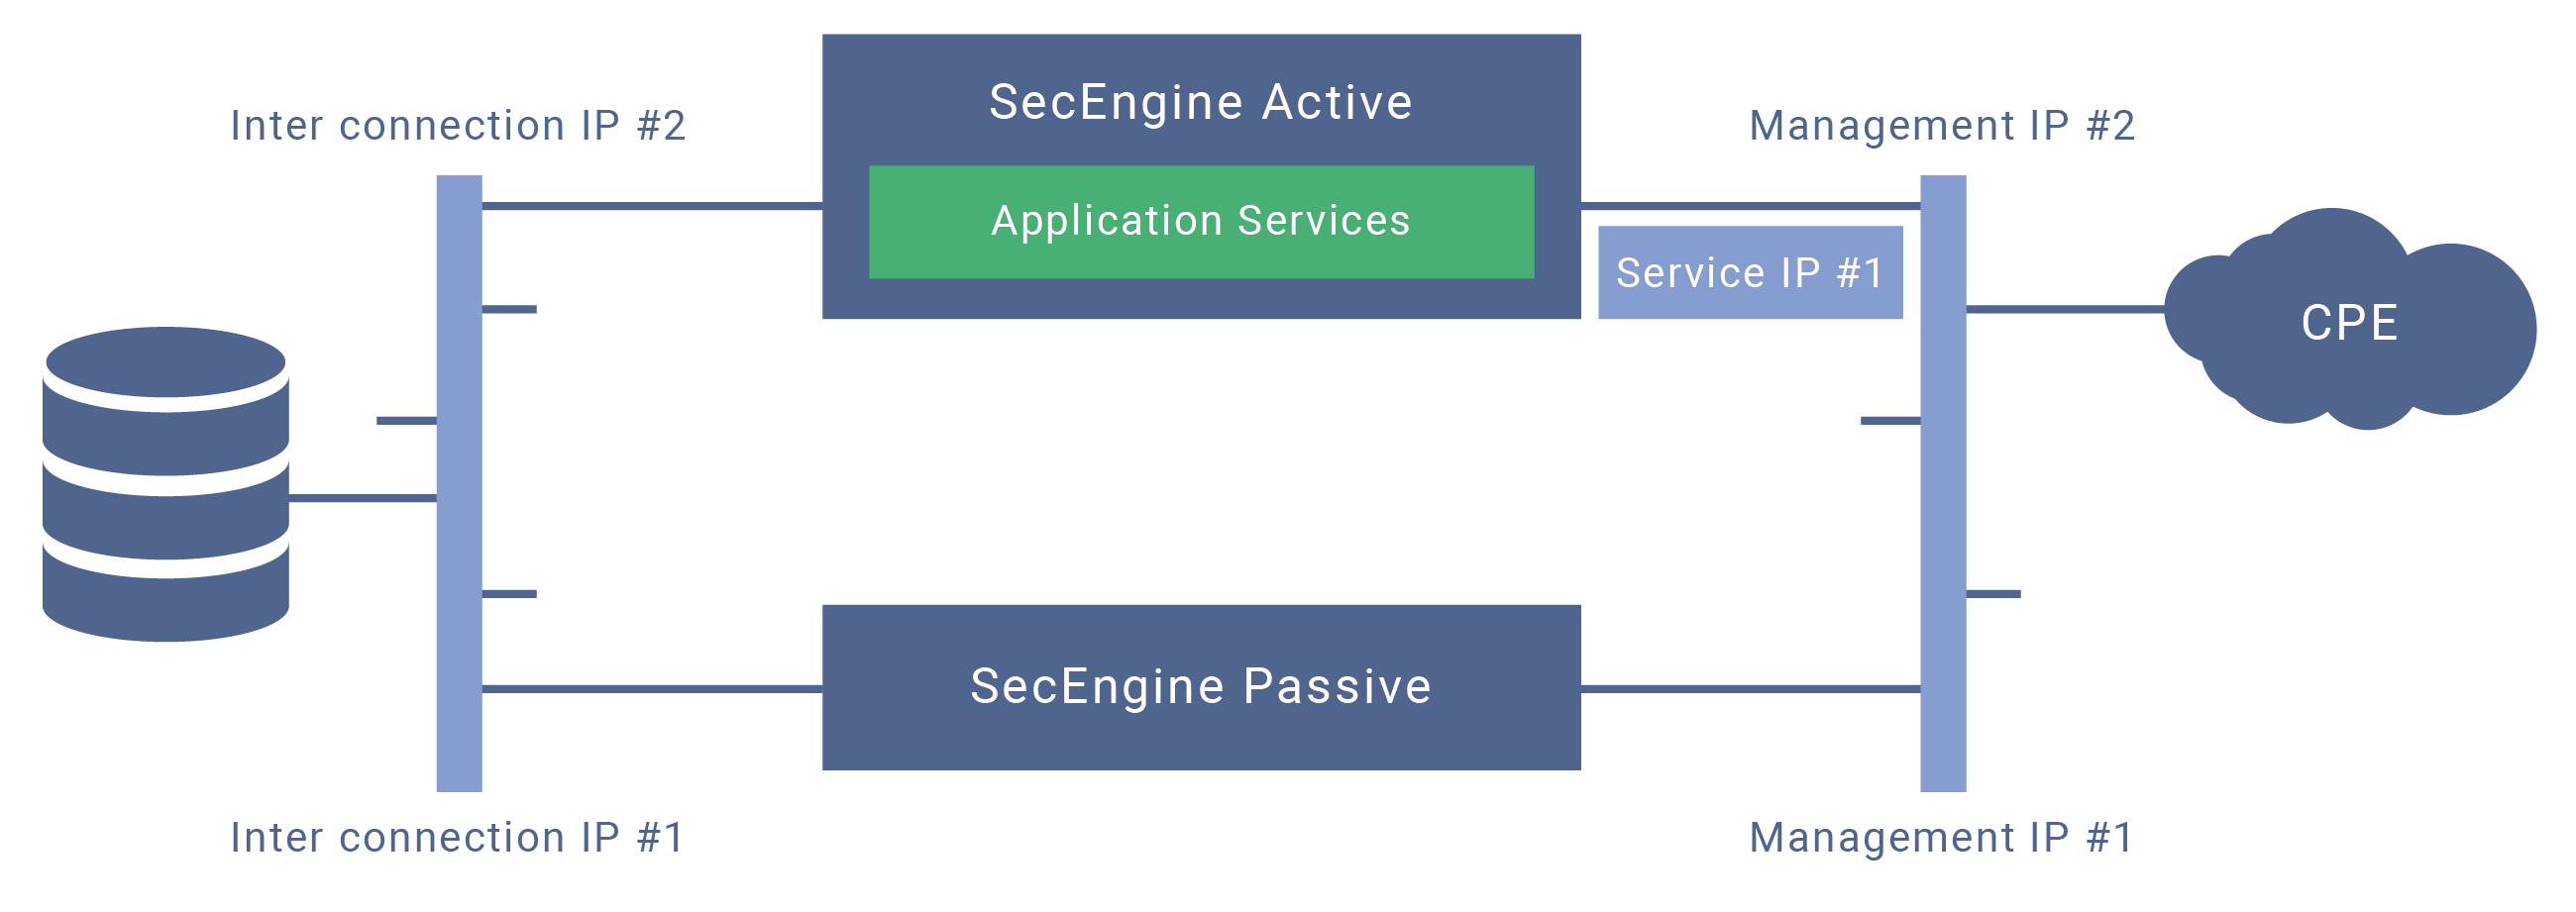 SecEngine Active
Inter connection IP #2
Management IP #2
Application Services
Service IP #1
CPE
SecEngine Passive
Inter connection IP #1
Management IP #1